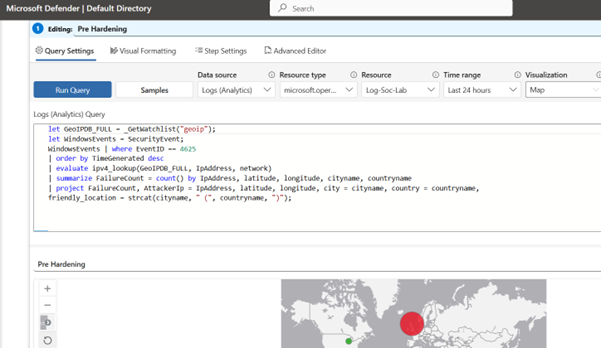 Microsoft Defender | Default Directory
Search
1 Editing: Pre Hardening
Query Settings Visual Formatting Step Settings Advanced Editor
Data source Resource type Resource Time range Visualization
Run Query Samples Logs (Analytics) microsoft.oper... Log-Soc-Lab Last 24 hours Map
Logs (Analytics) Query
let GeoIPDB_FULL = _GetWatchlist("geoip");
let WindowsEvents = SecurityEvent;
WindowsEvents | where EventID == 4625
| order by TimeGenerated desc
| evaluate ipv4_lookup(GeoIPDB_FULL, IpAddress, network)
| summarize FailureCount = count() by IpAddress, latitude, longitude, cityname, countryname
| project FailureCount, AttackerIp = IpAddress, latitude, longitude, city = cityname, country = countryname,
friendly_location = strcat(cityname, " (", countryname, ")");
Pre Hardening